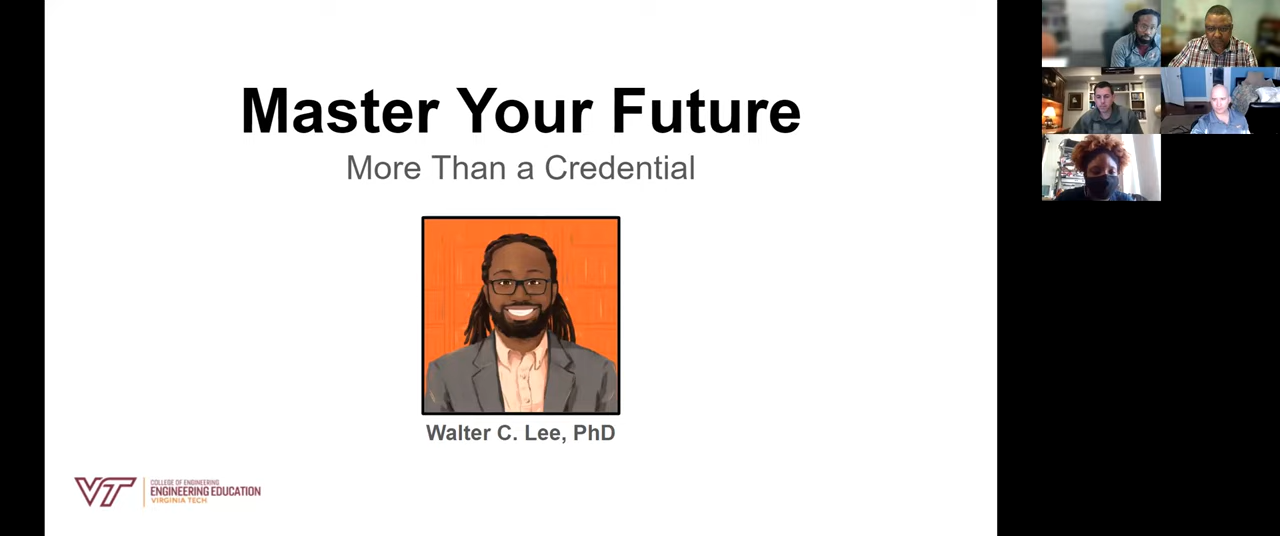 Master Your Future
More Than a Credential
Walter C. Lee, PhD
VT
COLLEGE OF ENGINEERING
ENGINEERING EDUCATION
VIRGINIA TECH